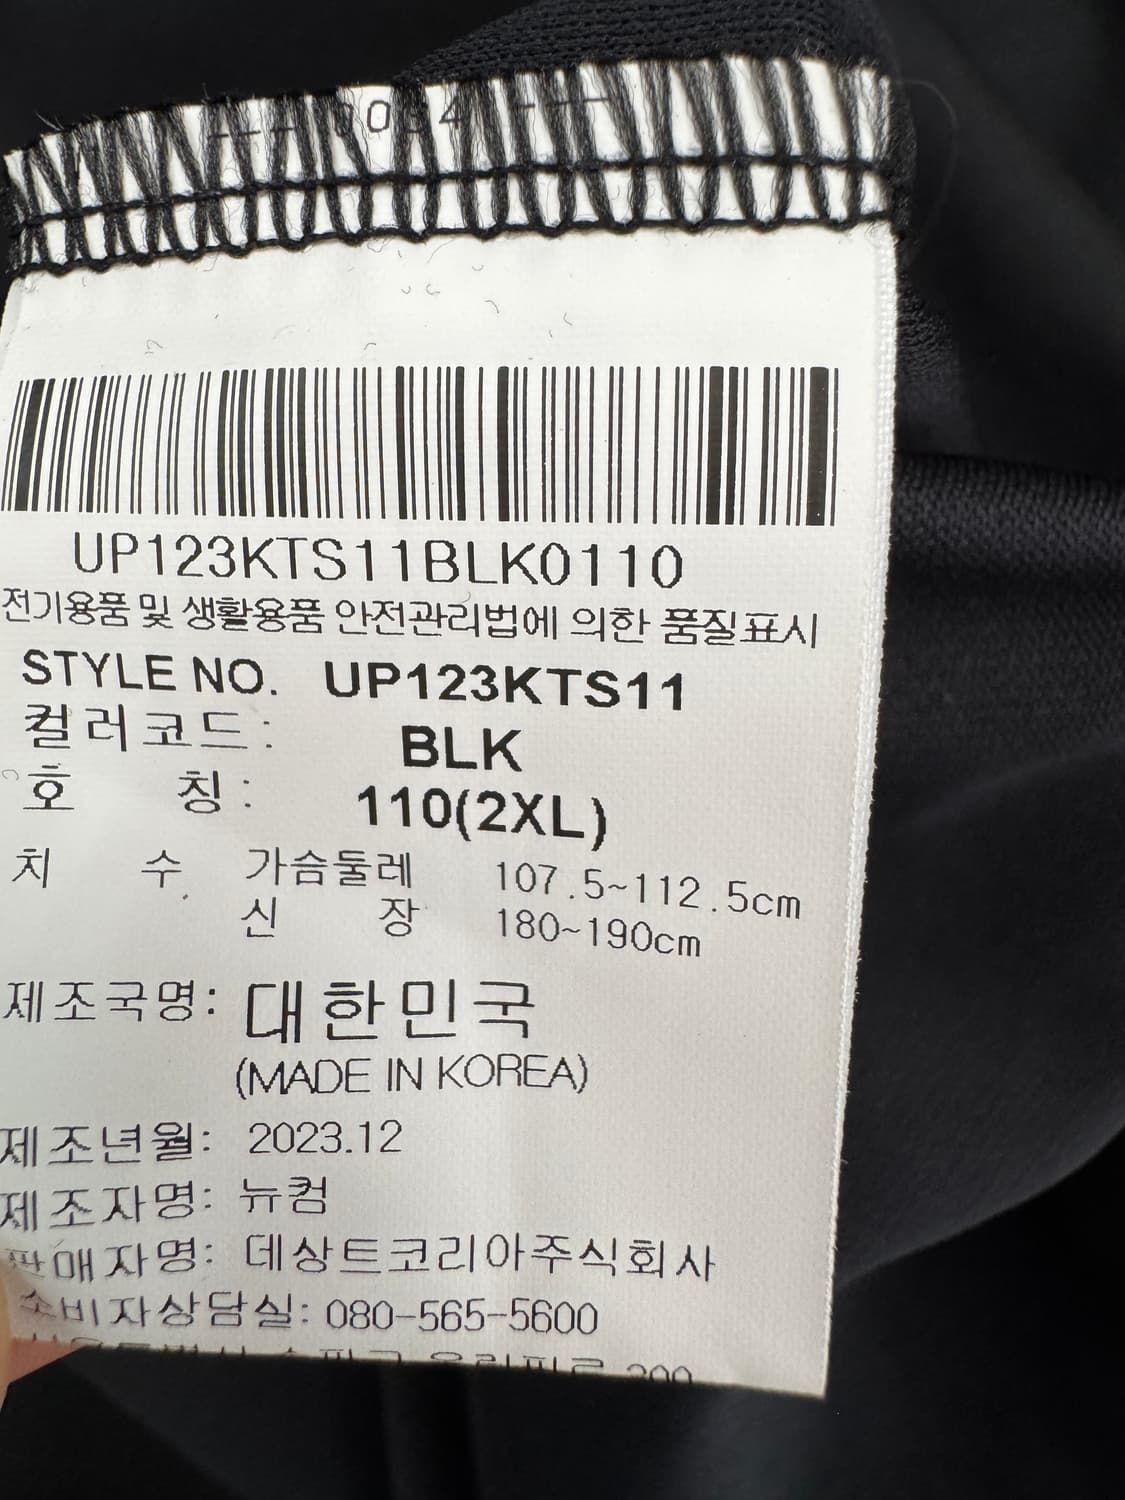 UP123KTS11BLK0110
전기용품 및 생활용품 안전관리법에 의한 품질표시
STYLE NO. UP123KTS11
컬러코드: BLK
호 칭: 110(2XL)
치 수 가슴둘레 107.5~112.5cm
신 장 180~190cm
제조국명: 대한민국
(MADE IN KOREA)
제조년월: 2023.12
제조자명: 뉴컴
판매자명: 데상트코리아주식회사
소비자상담실: 080-565-5600